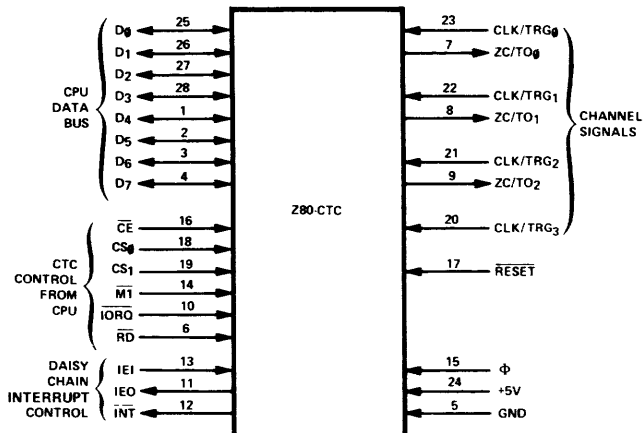 D0 25 23 CLK/TRG0
D1 26 7 ZC/TO0
D2 27
CPU DATA BUS
D3 28 22 CLK/TRG1
D4 1 8 ZC/TO1
CHANNEL SIGNALS
D5 2
D6 3 21 CLK/TRG2
D7 4 9 ZC/TO2
Z80-CTC
CE 16 20 CLK/TRG3
CS0 18
CTC CONTROL FROM CPU
CS1 19 17 RESET
M1 14
IORQ 10
RD 6
DAISY CHAIN INTERRUPT CONTROL
IEI 13 15 Φ
IEO 11 24 +5V
INT 12 5 GND